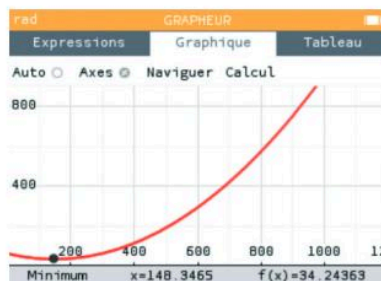 rad GRAPHEUR
Expressions Graphique Tableau
Auto Axes Naviguer Calcul
800
400
200 400 600 800 1000 12
Minimum x=148.3465 f(x)=34.24363